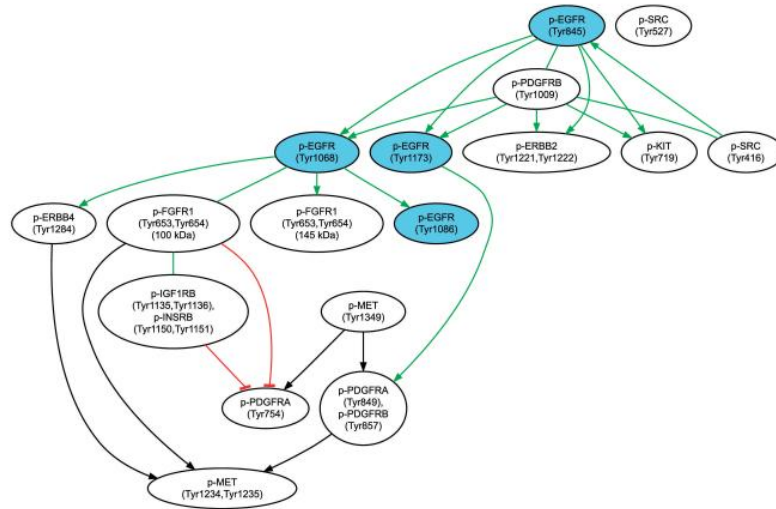 p-EGFR
(Tyr845)
p-SRC
(Tyr527)
p-PDGFRB
(Tyr1009)
p-EGFR
(Tyr1068)
p-EGFR
(Tyr1173)
p-ERBB2
(Tyr1221,Tyr1222)
p-KIT
(Tyr719)
p-SRC
(Tyr416)
p-ERBB4
(Tyr1284)
p-FGFR1
(Tyr653,Tyr654)
(100 kDa)
p-FGFR1
(Tyr653,Tyr654)
(145 kDa)
p-EGFR
(Tyr1086)
p-IGF1RB
(Tyr1135,Tyr1136),
p-INSRB
(Tyr1150,Tyr1151)
p-MET
(Tyr1349)
p-PDGFRA
(Tyr754)
p-PDGFRA
(Tyr849),
p-PDGFRB
(Tyr857)
p-MET
(Tyr1234,Tyr1235)